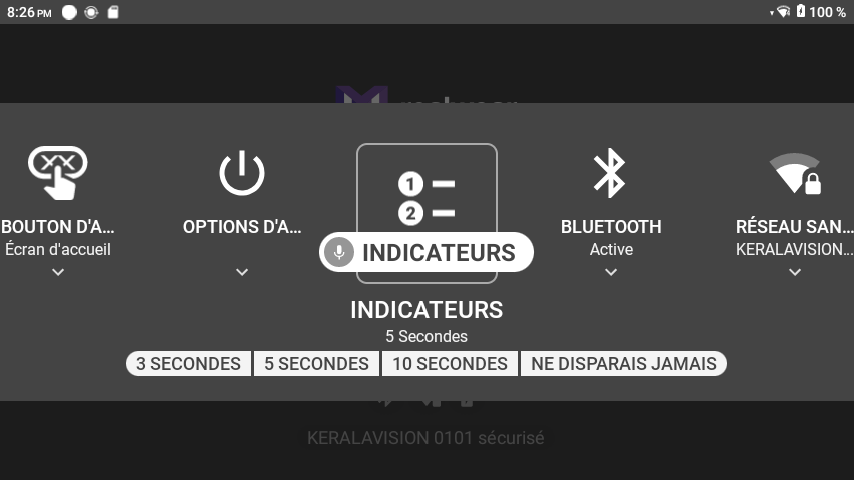 8:26 PM
100 %
BOUTON D'A...
Écran d'accueil
OPTIONS D'A...
1
2
INDICATEURS
BLUETOOTH
Active
RÉSEAU SAN...
KERALAVISION...
INDICATEURS
5 Secondes
3 SECONDES
5 SECONDES
10 SECONDES
NE DISPARAIS JAMAIS
KERALAVISION 0101 sécurisé